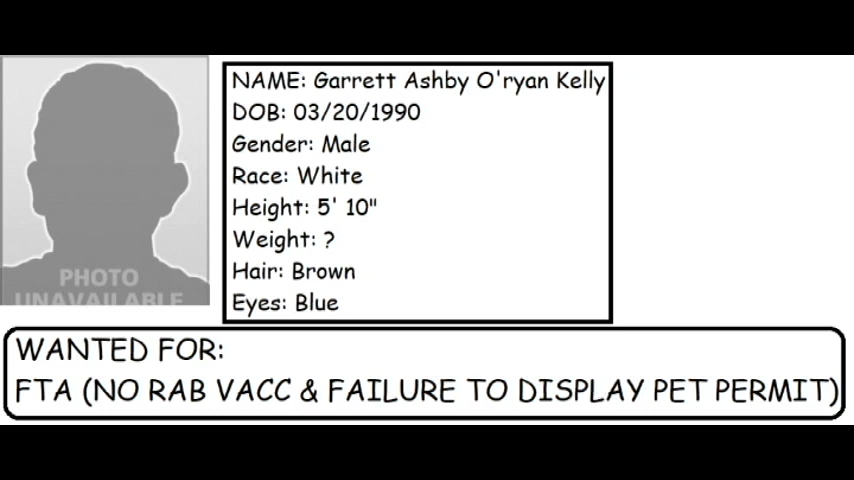 PHOTO
UNAVAILABLE
NAME: Garrett Ashby O'ryan Kelly
DOB: 03/20/1990
Gender: Male
Race: White
Height: 5' 10"
Weight: ?
Hair: Brown
Eyes: Blue
WANTED FOR:
FTA (NO RAB VACC & FAILURE TO DISPLAY PET PERMIT)